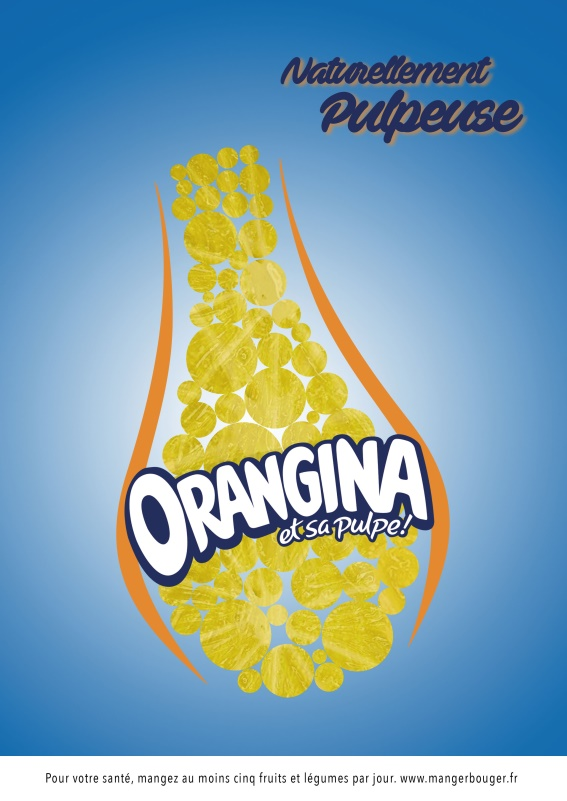 Naturellement
Pulpeuse
ORANGINA
et sa pulpe!
Pour votre santé, mangez au moins cinq fruits et légumes par jour. www.mangerbouger.fr